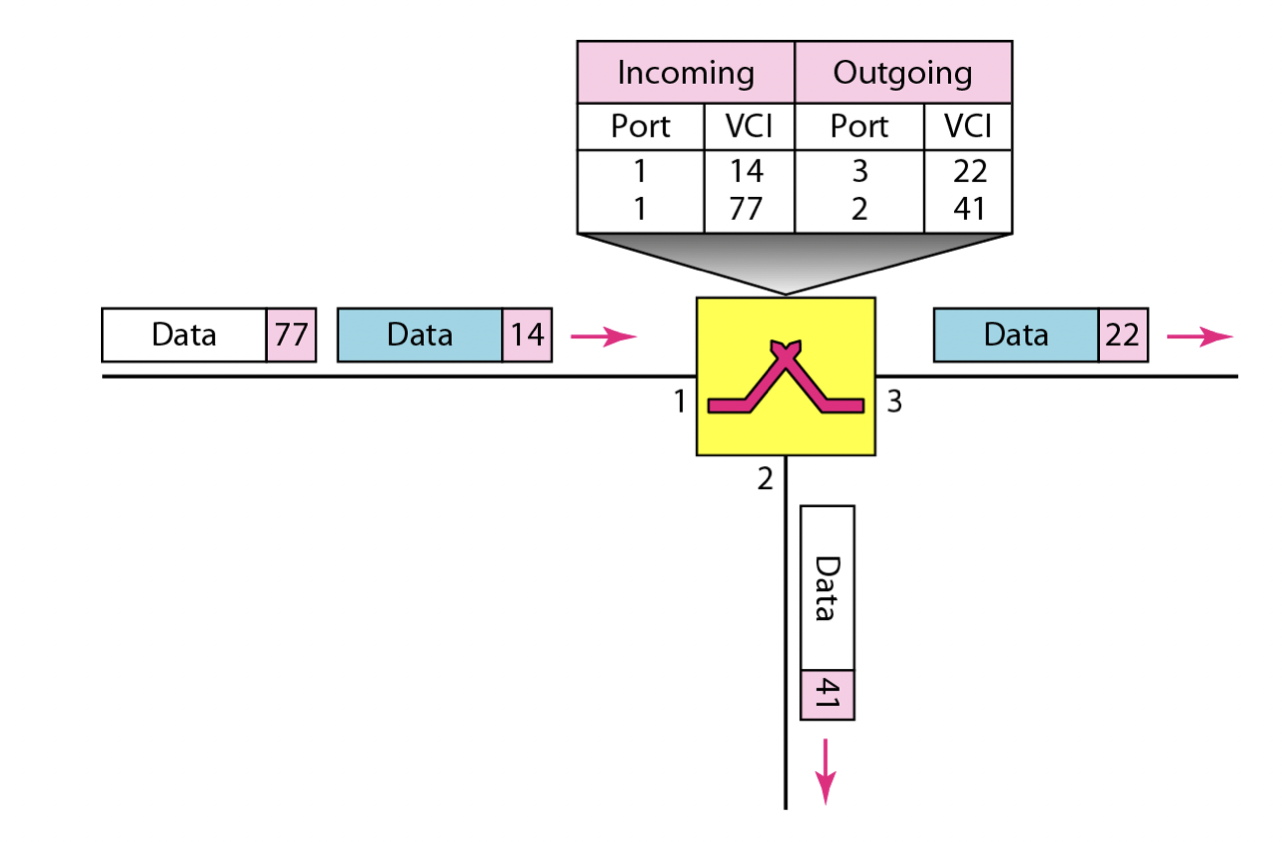 Incoming Outgoing
Port VCI Port VCI
1 14 3 22
1 77 2 41
Data 77 Data 14 Data 22
1 3
2
Data 41